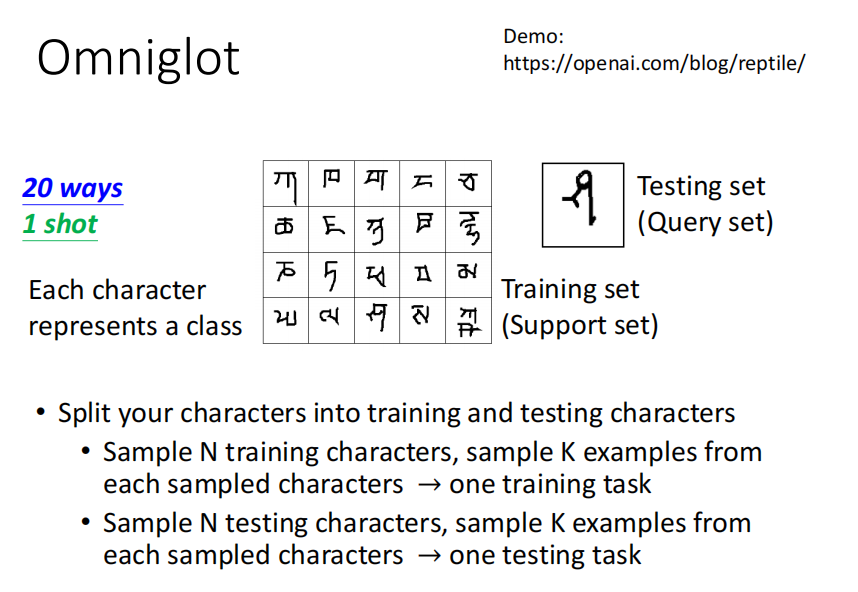 Omniglot
Demo:
https://openai.com/blog/reptile/
20 ways
1 shot
Each character
represents a class
Testing set
(Query set)
Training set
(Support set)
• Split your characters into training and testing characters
• Sample N training characters, sample K examples from
each sampled characters → one training task
• Sample N testing characters, sample K examples from
each sampled characters → one testing task